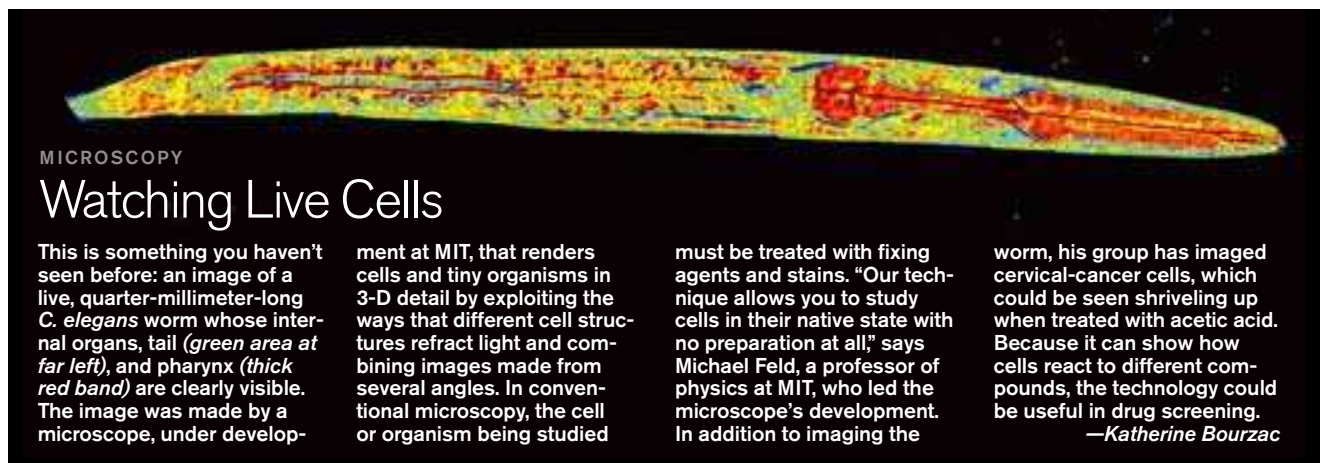 MICROSCOPY
Watching Live Cells
This is something you haven’t
seen before: an image of a
live, quarter-millimeter-long
C. elegans worm whose inter-
nal organs, tail (green area at
far left), and pharynx (thick
red band) are clearly visible.
The image was made by a
microscope, under develop-
ment at MIT, that renders
cells and tiny organisms in
3-D detail by exploiting the
ways that different cell struc-
tures refract light and com-
bining images made from
several angles. In conven-
tional microscopy, the cell
or organism being studied
must be treated with fixing
agents and stains. “Our tech-
nique allows you to study
cells in their native state with
no preparation at all,” says
Michael Feld, a professor of
physics at MIT, who led the
microscope’s development.
In addition to imaging the
worm, his group has imaged
cervical-cancer cells, which
could be seen shriveling up
when treated with acetic acid.
Because it can show how
cells react to different com-
pounds, the technology could
be useful in drug screening.
—Katherine Bourzac